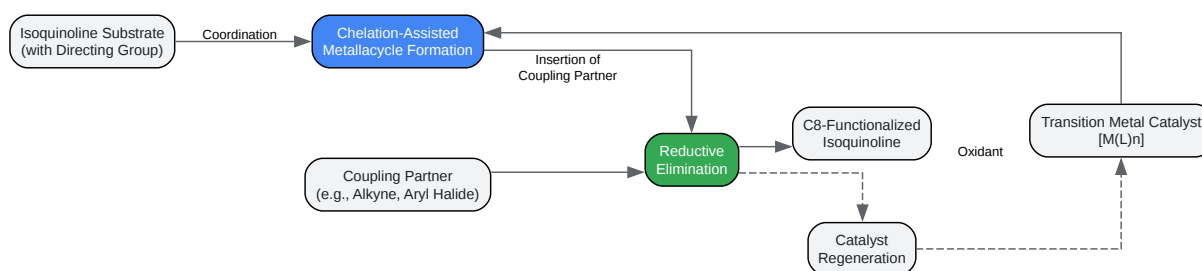 Isoquinoline Substrate
(with Directing Group)
Coordination
Chelation-Assisted
Metallacycle Formation
Insertion of
Coupling Partner
Coupling Partner
(e.g., Alkyne, Aryl Halide)
Reductive
Elimination
C8-Functionalized
Isoquinoline
Catalyst
Regeneration
Oxidant
Transition Metal Catalyst
[M(L)n]